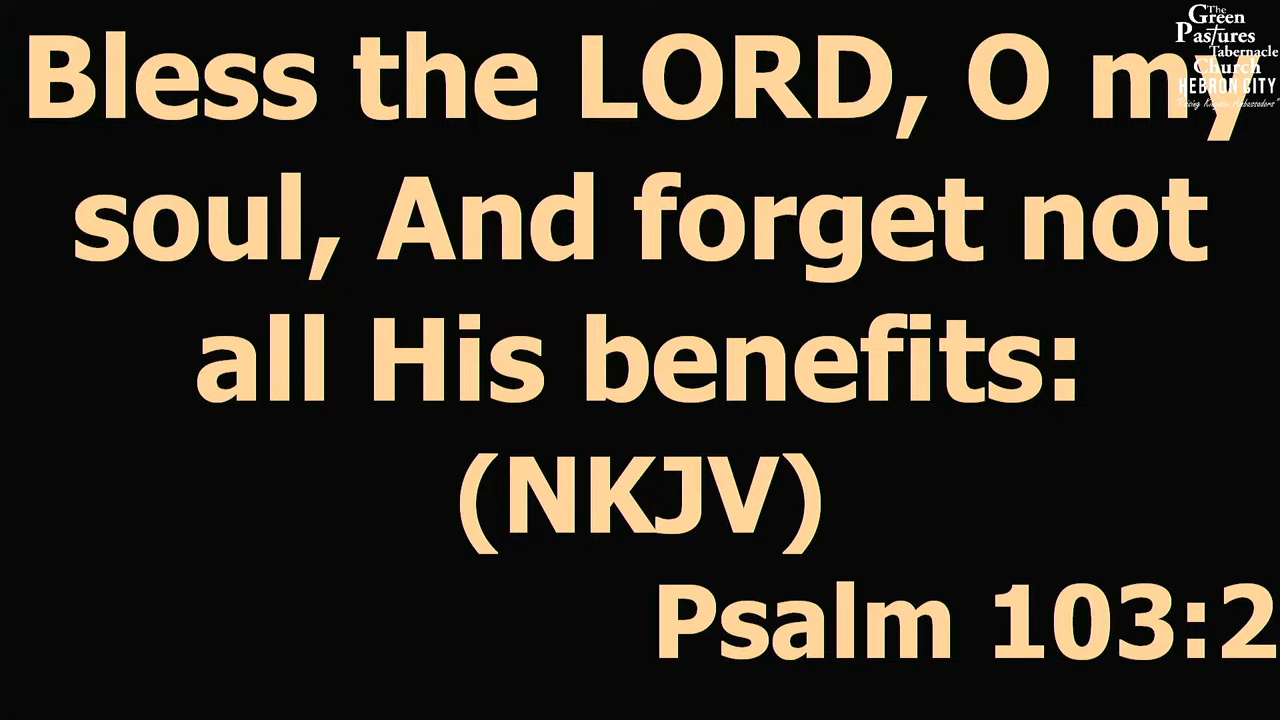 The
Green
Pastures
Tabernacle
Church
HEBRON CITY
Bless the LORD, O my
soul, And forget not
all His benefits:
(NKJV)
Psalm 103:2